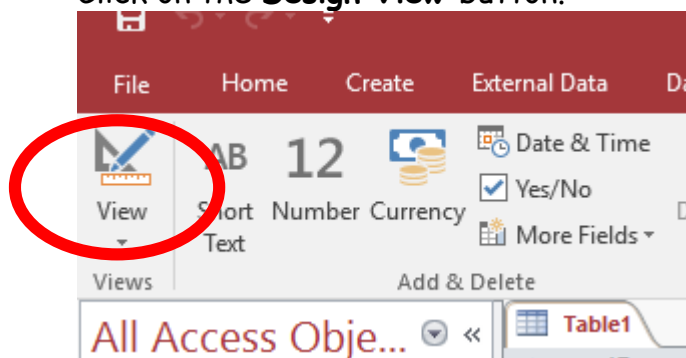 Click on the Design View button.
File Home Create External Data Da
AB 12 Date & Time
View Short Text Number Currency Yes/No
More Fields
Views Add & Delete
All Access Obje... « Table1